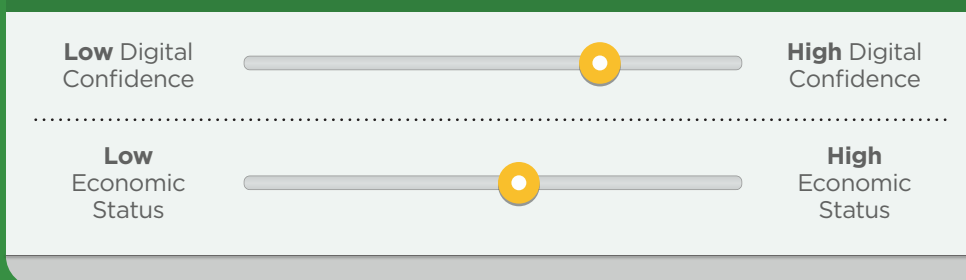 Low Digital
Confidence
High Digital
Confidence
Low
Economic
Status
High
Economic
Status